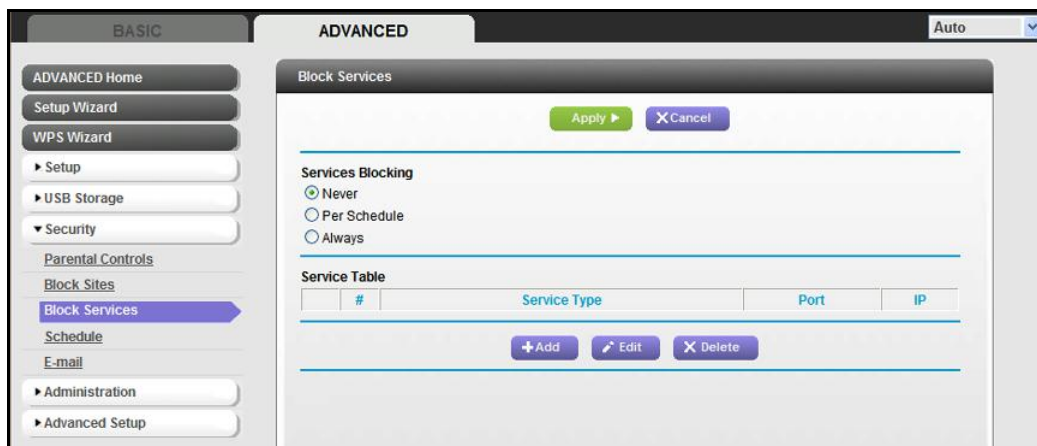 BASIC
ADVANCED
Auto
ADVANCED Home
Setup Wizard
WPS Wizard
Setup
USB Storage
Security
Parental Controls
Block Sites
Block Services
Schedule
E-mail
Administration
Advanced Setup
Block Services
Apply
Cancel
Services Blocking
Never
Per Schedule
Always
Service Table
# Service Type Port IP
Add Edit Delete